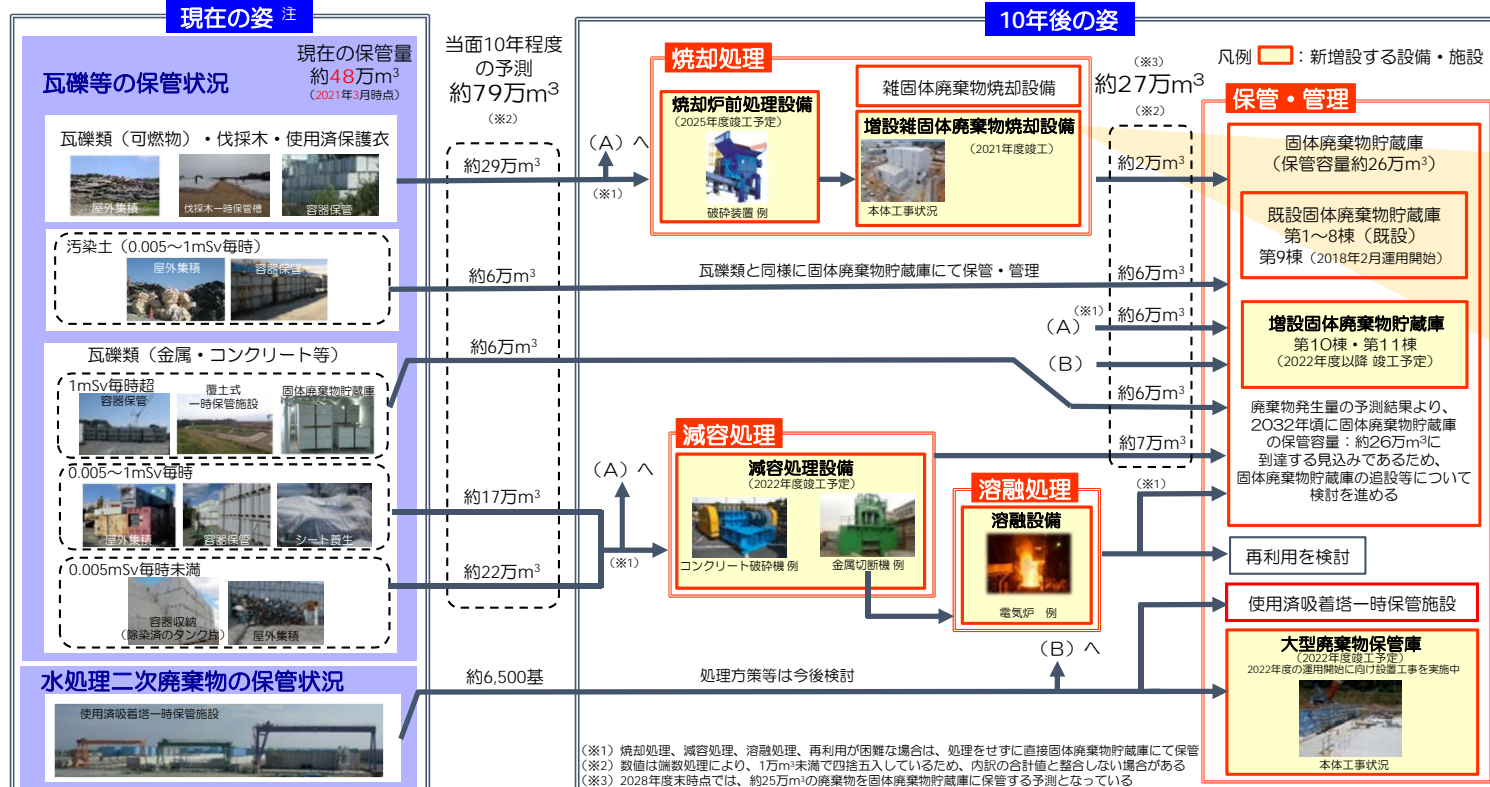 現在の姿 注
瓦礫等の保管状況
現在の保管量
約48万m³
(2021年3月時点)
瓦礫類(可燃物)・伐採木・使用済保護衣
屋外集積
伐採木一時保管槽
容器保管
汚染土(0.005~1mSv毎時)
屋外集積
容器保管
瓦礫類(金属・コンクリート等)
1mSv毎時超
容器保管
覆土式
一時保管施設
固体廃棄物貯蔵庫
0.005~1mSv毎時
屋外集積
容器保管
シート養生
0.005mSv毎時未満
容器収納
(除染済のタンク片)
屋外集積
水処理二次廃棄物の保管状況
使用済吸着塔一時保管施設
当面10年程度
の予測
約79万m³
(※2)
約29万m³
約6万m³
約6万m³
約17万m³
約22万m³
約6,500基
10年後の姿
凡例 :新増設する設備・施設
(A)へ
(※1)
焼却処理
焼却炉前処理設備
(2025年度竣工予定)
破砕装置 例
雑固体廃棄物焼却設備
増設雑固体廃棄物焼却設備
(2021年度竣工)
本体工事状況
瓦礫類と同様に固体廃棄物貯蔵庫にて保管・管理
(A)へ
(※1)
減容処理
減容処理設備
(2022年度竣工予定)
コンクリート破砕機 例
金属切断機 例
溶融処理
溶融設備
電気炉 例
処理方策等は今後検討
(B)へ
(※3)
約27万m³
(※2)
約2万m³
約6万m³
(A)
(※1)
約6万m³
(B)
約6万m³
約7万m³
(※1)
保管・管理
固体廃棄物貯蔵庫
(保管容量約26万m³)
既設固体廃棄物貯蔵庫
第1~8棟(既設)
第9棟(2018年2月運用開始)
増設固体廃棄物貯蔵庫
第10棟・第11棟
(2022年度以降 竣工予定)
廃棄物発生量の予測結果より、
2032年頃に固体廃棄物貯蔵庫
の保管容量:約26万m³に
到達する見込みであるため、
固体廃棄物貯蔵庫の追設等について
検討を進める
再利用を検討
使用済吸着塔一時保管施設
大型廃棄物保管庫
(2022年度竣工予定)
2022年度の運用開始に向け設置工事を実施中
本体工事状況
(※1)焼却処理、減容処理、溶融処理、再利用が困難な場合は、処理をせずに直接固体廃棄物貯蔵庫にて保管
(※2)数値は端数処理により、1万m³未満で四捨五入しているため、内訳の合計値と整合しない場合がある
(※3)2028年度末時点では、約25万m³の廃棄物を固体廃棄物貯蔵庫に保管する予測となっている